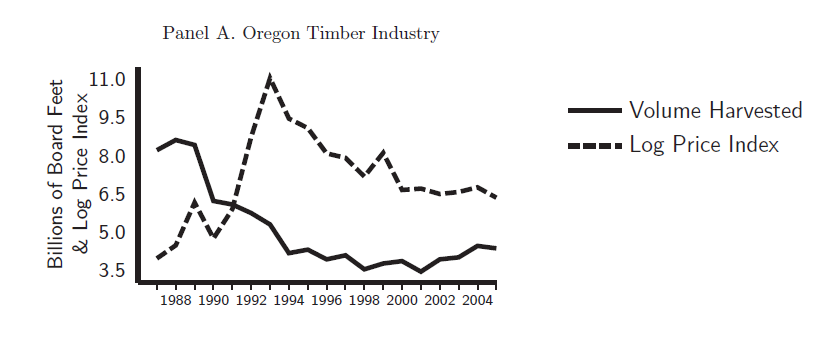 Panel A. Oregon Timber Industry
Billions of Board Feet
& Log Price Index
11.0
9.5
8.0
6.5
5.0
3.5
1988 1990 1992 1994 1996 1998 2000 2002 2004
Volume Harvested
Log Price Index